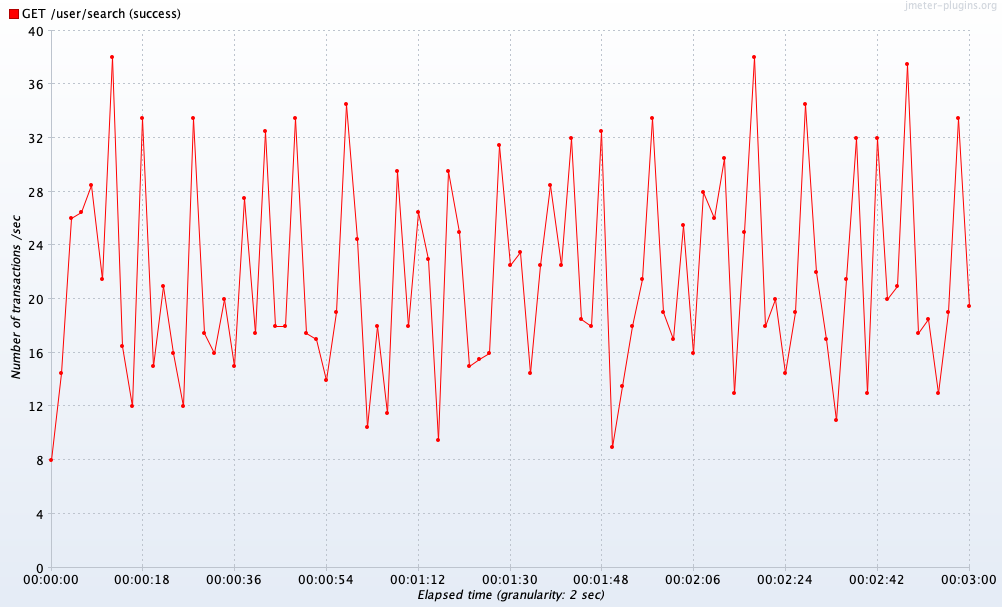 jmeter-plugins.org
GET /user/search (success)
40
36
32
28
24
20
16
12
8
4
0
Number of transactions /sec
00:00:00 00:00:18 00:00:36 00:00:54 00:01:12 00:01:30 00:01:48 00:02:06 00:02:24 00:02:42 00:03:00
Elapsed time (granularity: 2 sec)